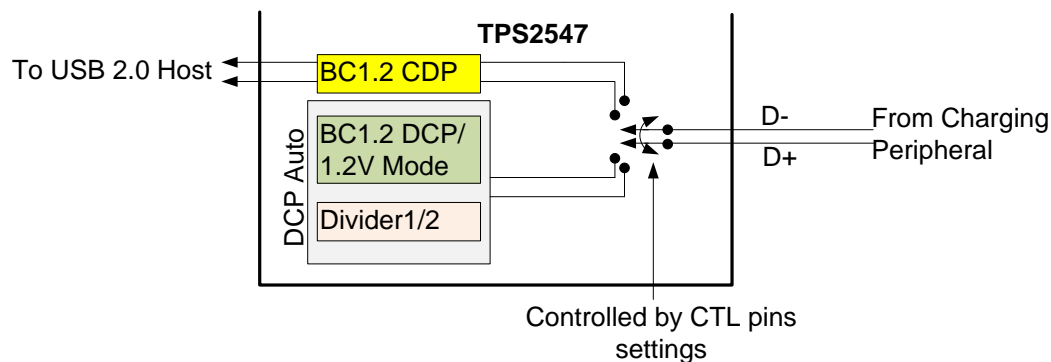 TPS2547
To USB 2.0 Host
BC1.2 CDP
DCP Auto
BC1.2 DCP/
1.2V Mode
Divider1/2
D-
D+
From Charging
Peripheral
Controlled by CTL pins
settings